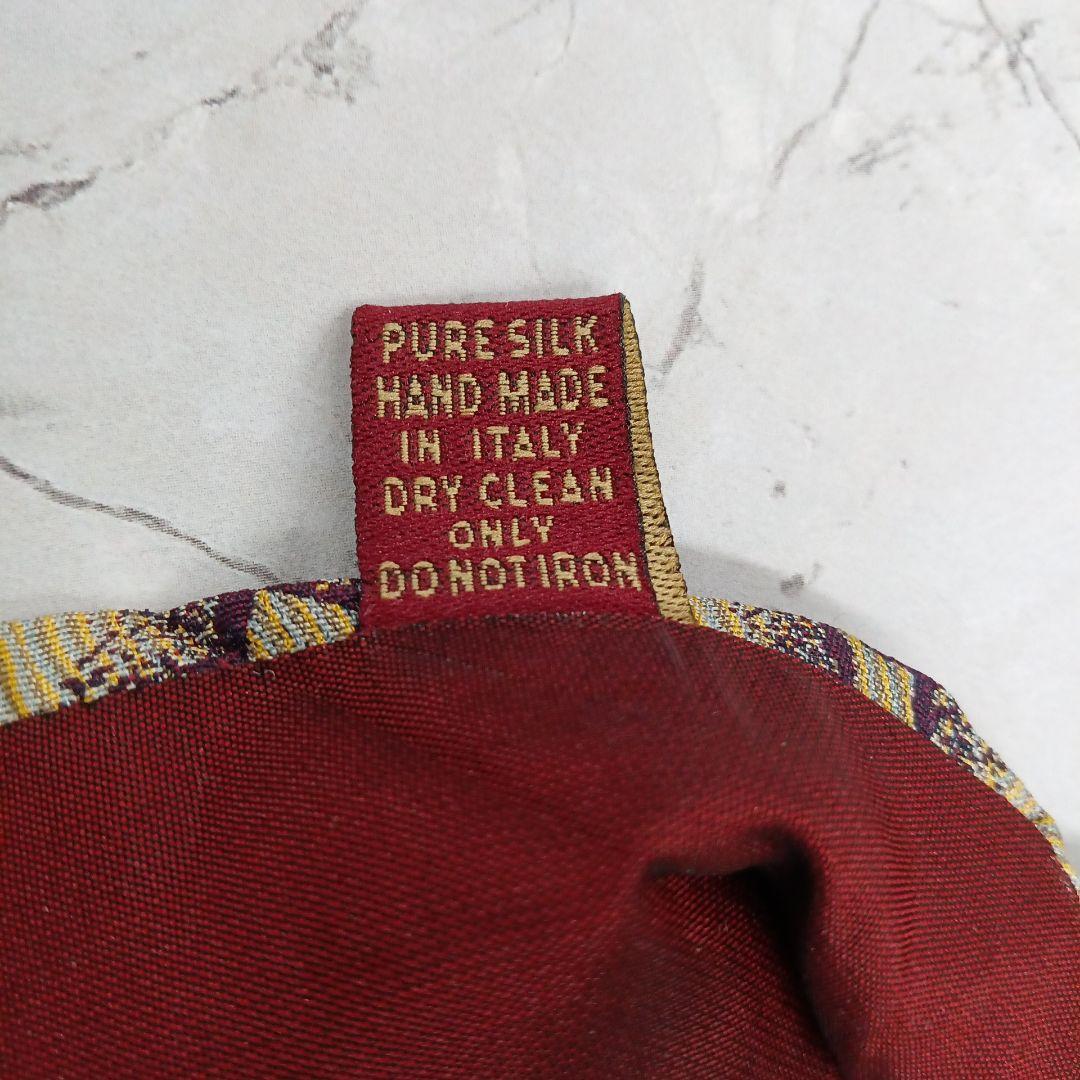 PURE SILK
HAND MADE
IN ITALY
DRY CLEAN
ONLY
DO NOT IRON